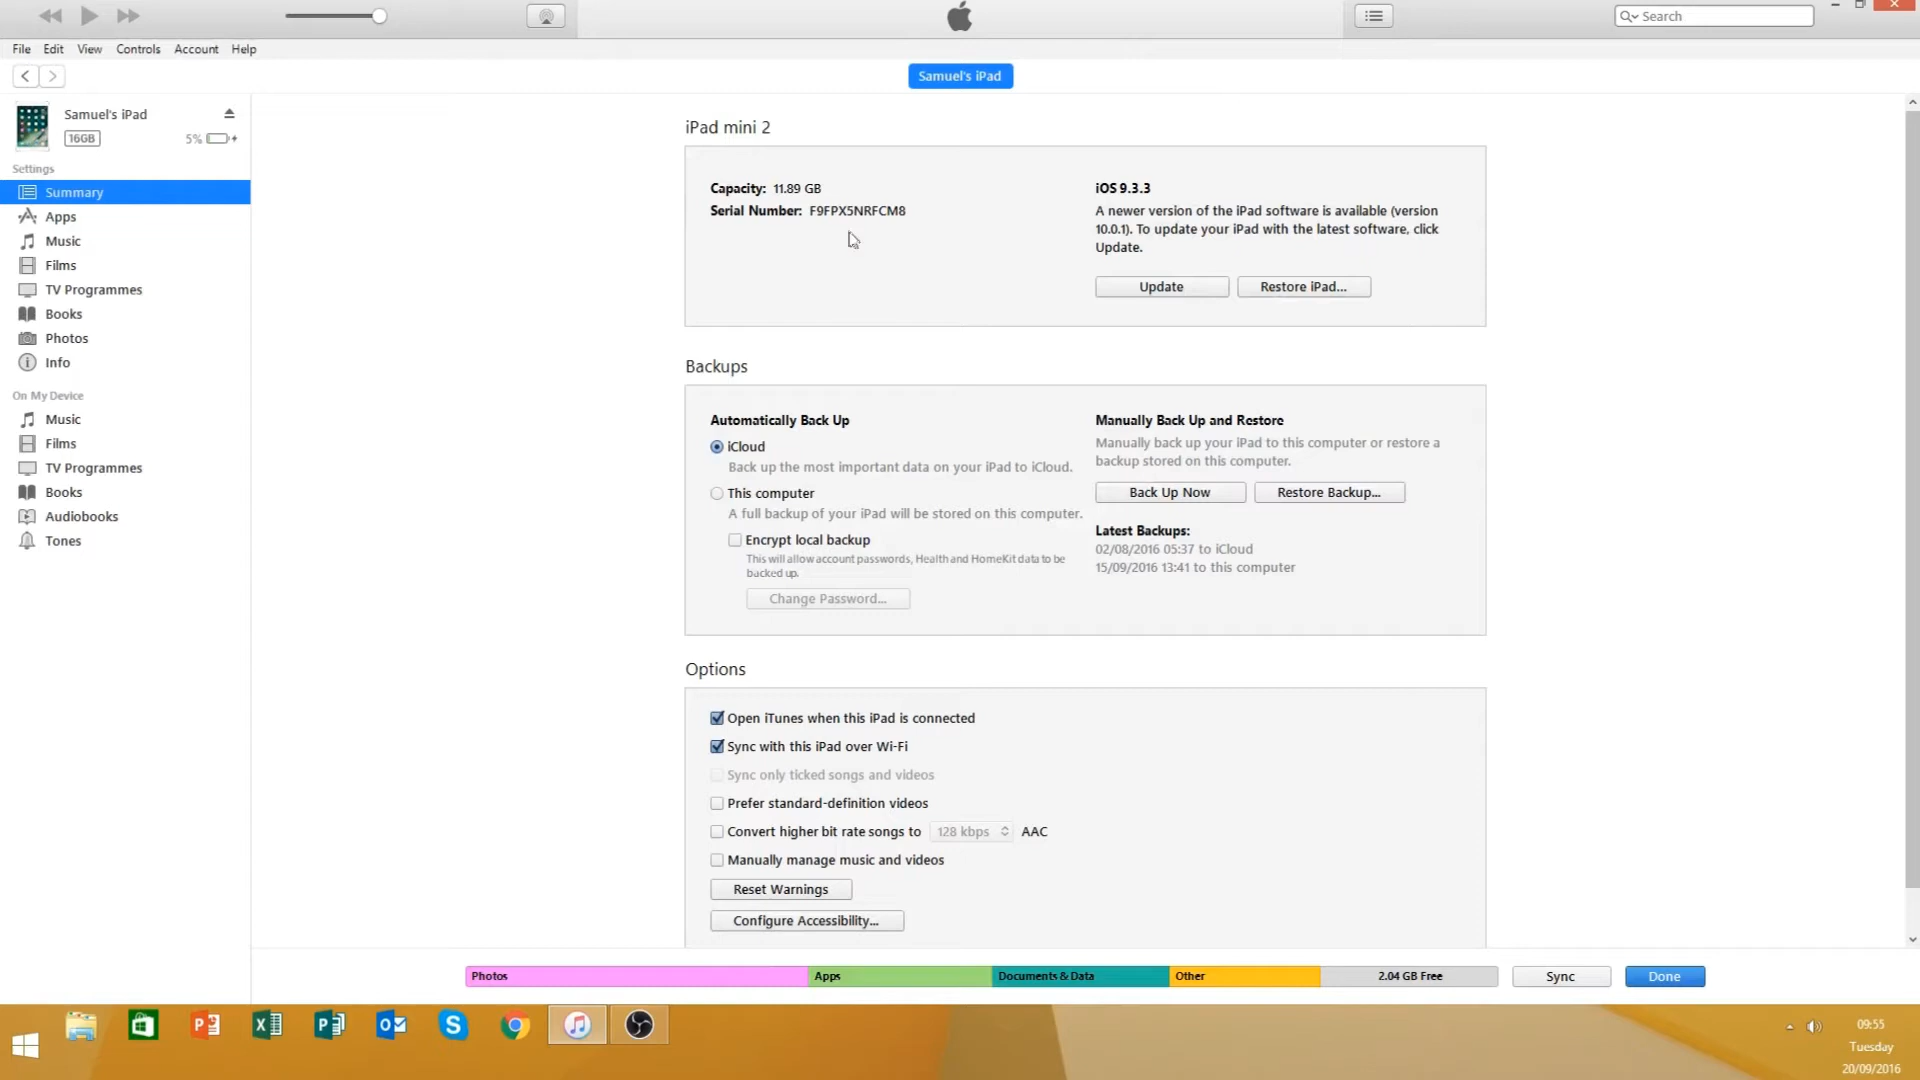 Search
File Edit View Controls Account Help
Samuel's iPad
Samuel's iPad
16GB 5%
Settings
Summary
Apps
Music
Films
TV Programmes
Books
Photos
Info
On My Device
Music
Films
TV Programmes
Books
Audiobooks
Tones
iPad mini 2
Capacity: 11.89 GB
Serial Number: F9FPX5NRFCM8
iOS 9.3.3
A newer version of the iPad software is available (version
10.0.1). To update your iPad with the latest software, click
Update.
Update Restore iPad...
Backups
Automatically Back Up
iCloud
Back up the most important data on your iPad to iCloud.
This computer
A full backup of your iPad will be stored on this computer.
Encrypt local backup
This will allow account passwords, Health and HomeKit data to be
backed up.
Change Password...
Manually Back Up and Restore
Manually back up your iPad to this computer or restore a
backup stored on this computer.
Back Up Now Restore Backup...
Latest Backups:
02/08/2016 05:37 to iCloud
15/09/2016 13:41 to this computer
Options
Open iTunes when this iPad is connected
Sync with this iPad over Wi-Fi
Sync only ticked songs and videos
Prefer standard-definition videos
Convert higher bit rate songs to 128 kbps AAC
Manually manage music and videos
Reset Warnings
Configure Accessibility...
Photos Apps Documents & Data Other 2.04 GB Free Sync Done
09:55
Tuesday
20/09/2016